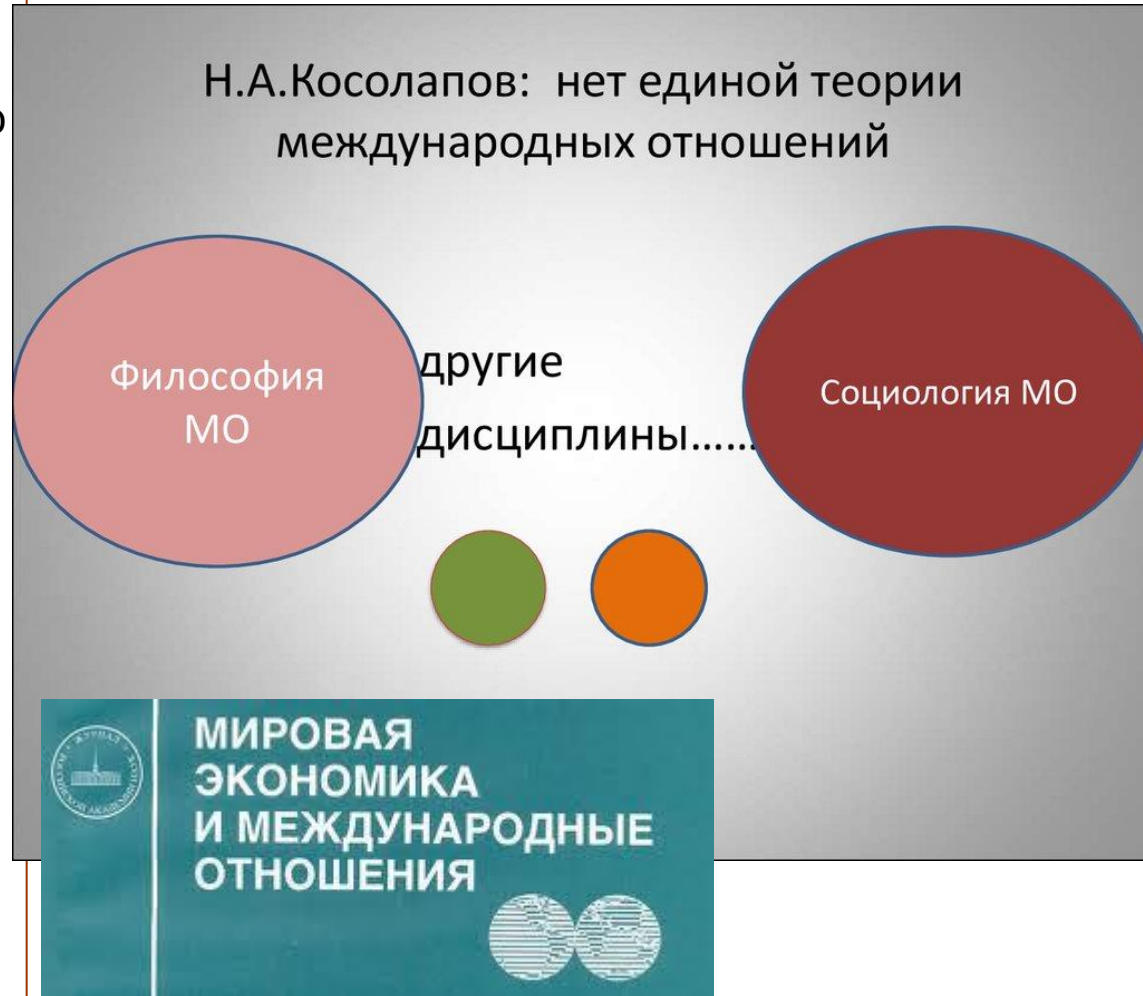 Н.А.Косолапов: нет единой теории
международных отношений
о
Философия
МО
другие
дисциплины......
Социология МО
МИРОВАЯ
ЭКОНОМИКА
И МЕЖДУНАРОДНЫЕ
ОТНОШЕНИЯ